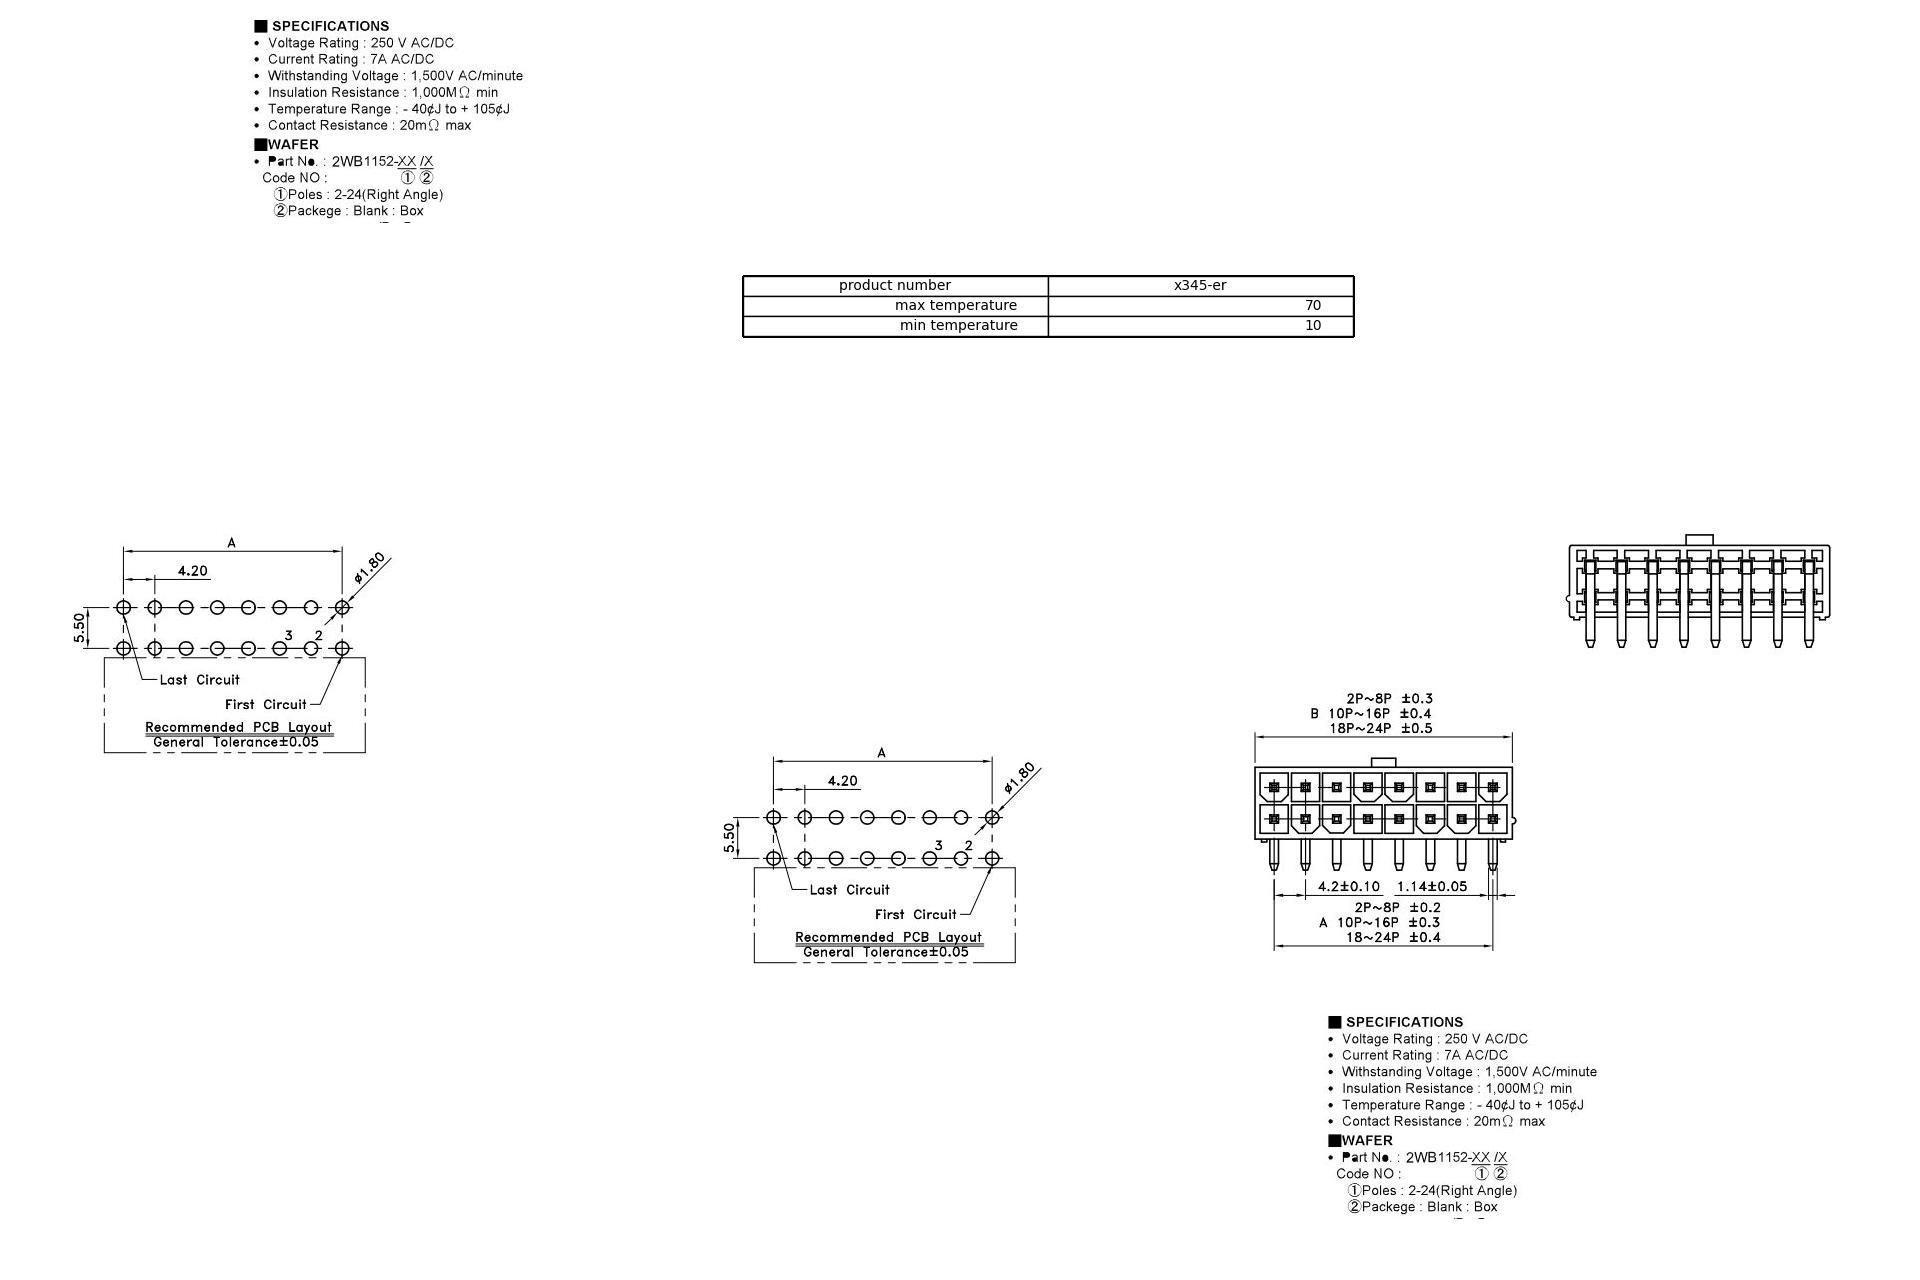 ■ SPECIFICATIONS
• Voltage Rating : 250 V AC/DC
• Current Rating : 7A AC/DC
• Withstanding Voltage : 1,500V AC/minute
• Insulation Resistance : 1,000MΩ min
• Temperature Range : - 40¢J to + 105¢J
• Contact Resistance : 20mΩ max
■WAFER
• Part No. : 2WB1152-XX /X
Code NO : ① ②
①Poles : 2-24(Right Angle)
②Packege : Blank : Box
product number x345-er
max temperature 70
min temperature 10
A
4.20
ø1.80
5.50
3 2
Last Circuit
First Circuit
Recommended PCB Layout
General Tolerance±0.05
A
4.20
ø1.80
5.50
3 2
Last Circuit
First Circuit
Recommended PCB Layout
General Tolerance±0.05
2P~8P ±0.3
B 10P~16P ±0.4
18P~24P ±0.5
4.2±0.10 1.14±0.05
2P~8P ±0.2
A 10P~16P ±0.3
18~24P ±0.4
■ SPECIFICATIONS
• Voltage Rating : 250 V AC/DC
• Current Rating : 7A AC/DC
• Withstanding Voltage : 1,500V AC/minute
• Insulation Resistance : 1,000MΩ min
• Temperature Range : - 40¢J to + 105¢J
• Contact Resistance : 20mΩ max
■WAFER
• Part No. : 2WB1152-XX /X
Code NO : ① ②
①Poles : 2-24(Right Angle)
②Packege : Blank : Box